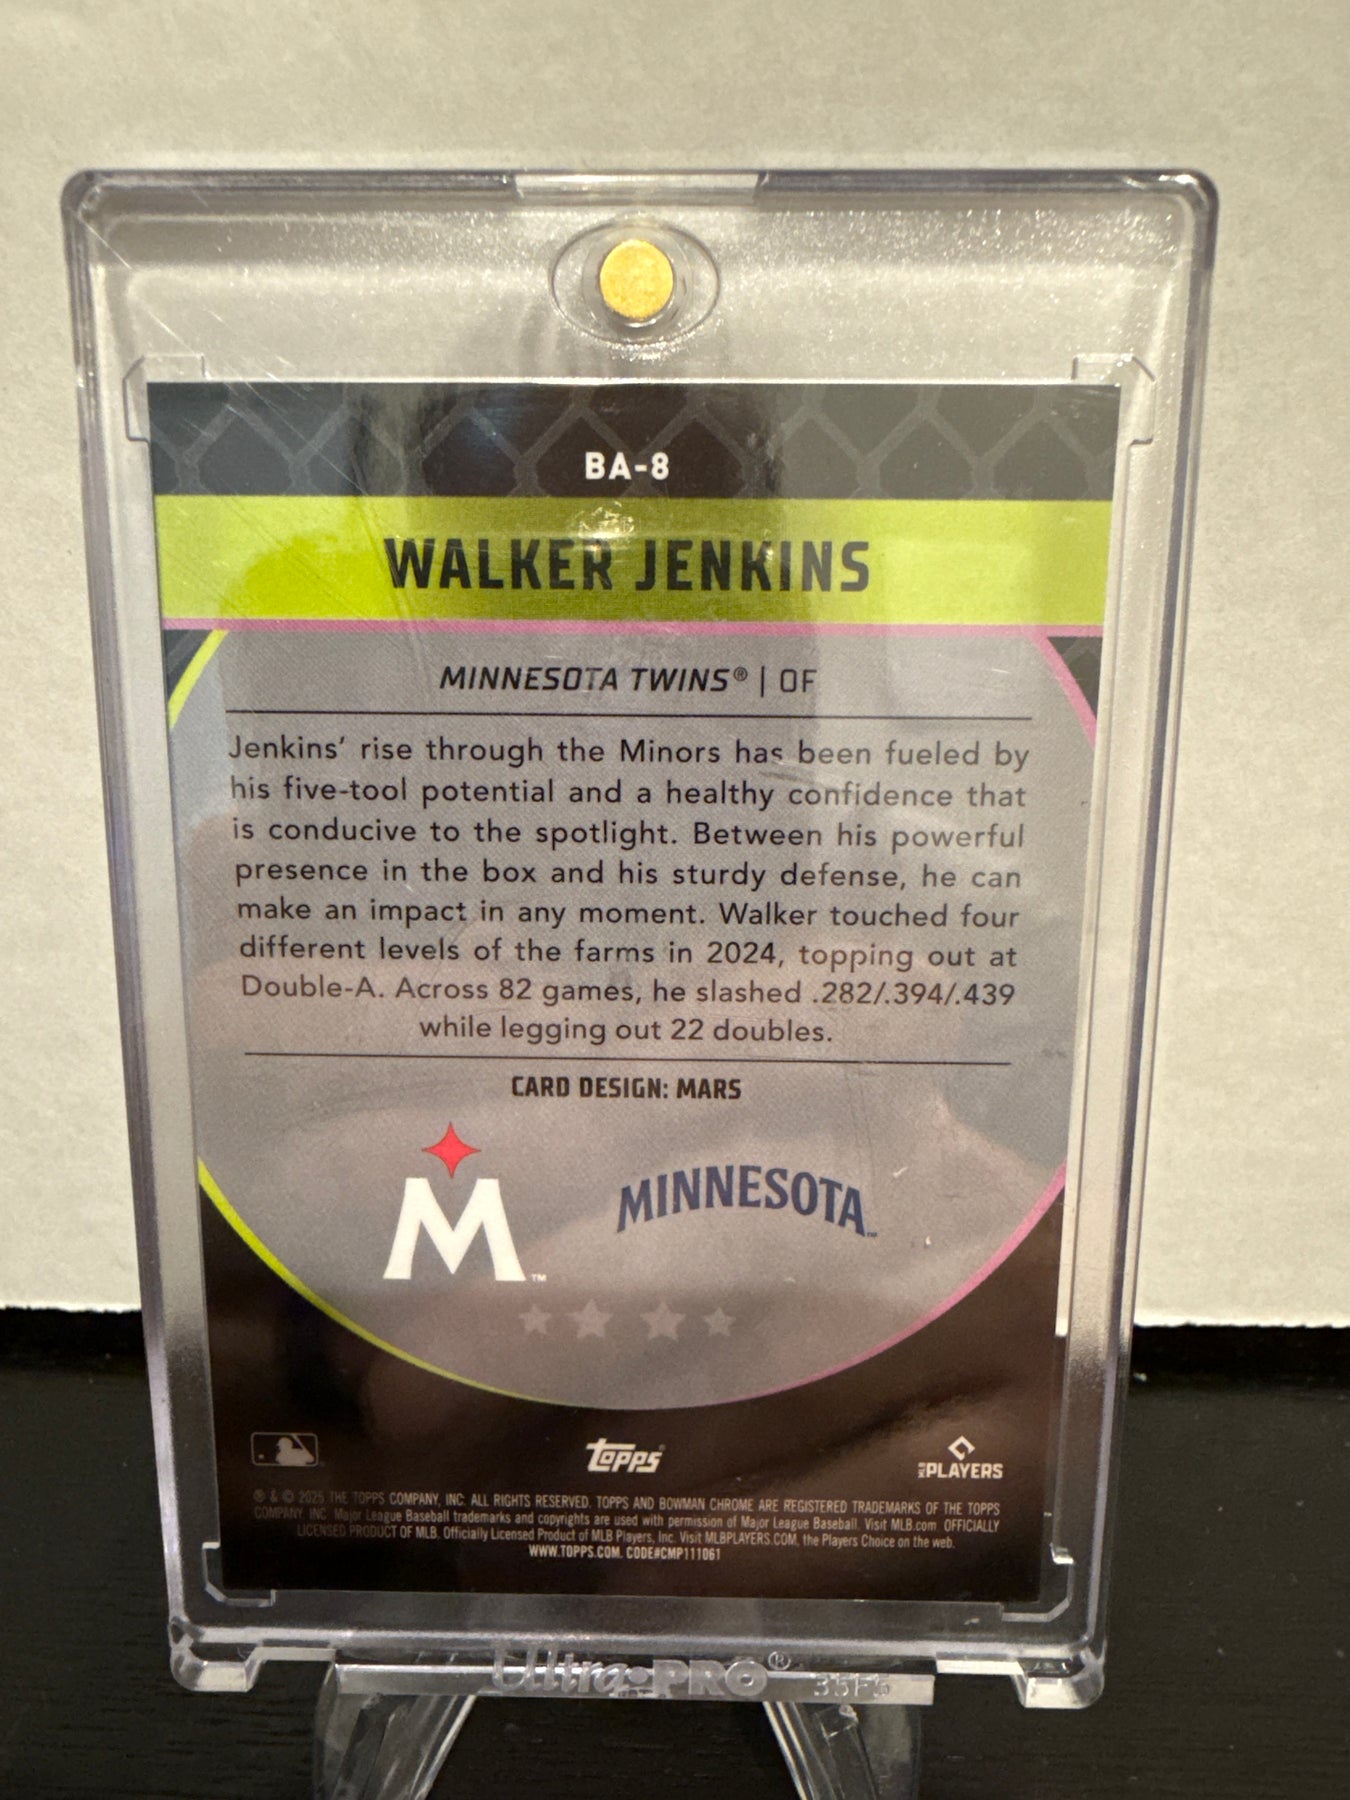 BA-8
WALKER JENKINS
MINNESOTA TWINS® | OF
Jenkins' rise through the Minors has been fueled by
his five-tool potential and a healthy confidence that
is conducive to the spotlight. Between his powerful
presence in the box and his sturdy defense, he can
make an impact in any moment. Walker touched four
different levels of the farms in 2024, topping out at
Double-A. Across 82 games, he slashed .282/.394/.439
while legging out 22 doubles.
CARD DESIGN: MARS
M™
MINNESOTA™
Topps®
MLB PLAYERS
® & © 2025 THE TOPPS COMPANY, INC. ALL RIGHTS RESERVED. TOPPS AND BOWMAN CHROME ARE REGISTERED TRADEMARKS OF THE TOPPS
COMPANY, INC. Major League Baseball trademarks and copyrights are used with permission of Major League Baseball. Visit MLB.com. OFFICIALLY
LICENSED PRODUCT OF MLB. Officially Licensed Product of MLB Players, Inc. Visit MLBPLAYERS.COM, the Players Choice on the web.
WWW.TOPPS.COM. CODE#CMP111061
Ultra•PRO®